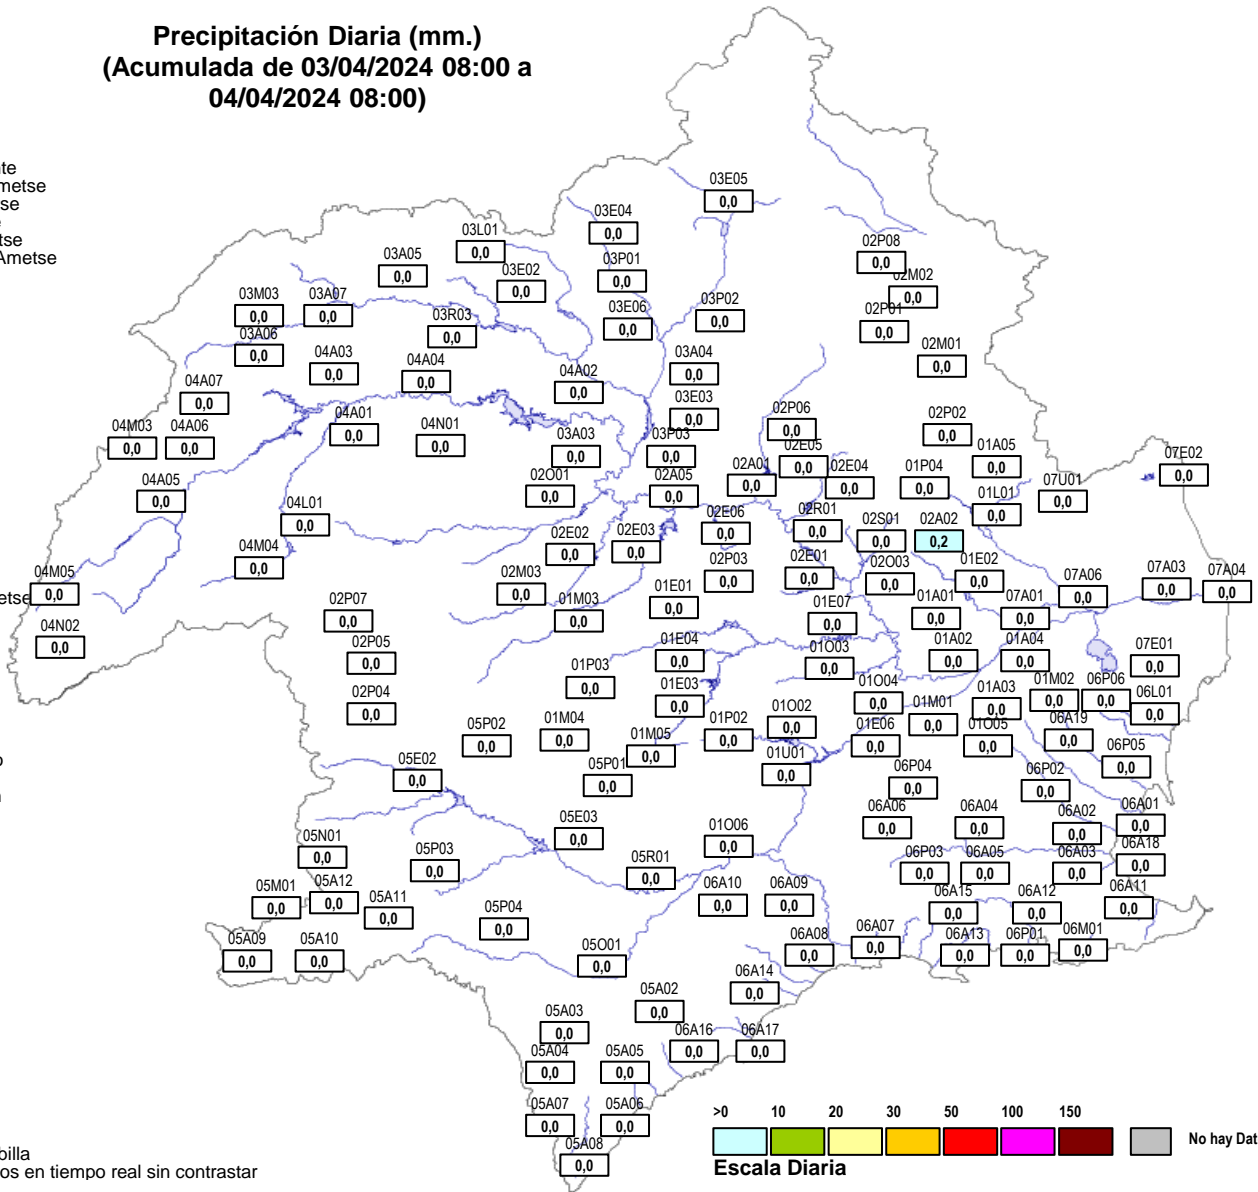 Precipitación Diaria (mm.)
(Acumulada de 03/04/2024 08:00 a
04/04/2024 08:00)
nte
metse
se
e
tse
Ametse
etse
o
n
billa
os en tiempo real sin contrastar
03E05
0,0
03E04
0,0
03L01
0,0
03A05
0,0
03E02
0,0
03P01
0,0
02P08
0,0
02M02
0,0
03M03
0,0
03A07
0,0
03R03
0,0
03E06
0,0
03P02
0,0
02P01
0,0
03A06
0,0
04A03
0,0
04A04
0,0
04A02
0,0
03A04
0,0
02M01
0,0
04A07
0,0
04A01
0,0
04N01
0,0
03E03
0,0
02P06
0,0
02P02
0,0
04M03
0,0
04A06
0,0
03A03
0,0
03P03
0,0
02E05
0,0
01A05
0,0
07E02
0,0
04A05
0,0
02O01
0,0
02A05
0,0
02A01
0,0
02E04
0,0
01P04
0,0
07U01
0,0
01L01
0,0
04L01
0,0
02E02
0,0
02E03
0,0
02E06
0,0
02R01
0,0
02S01
0,0
02A02
0,2
04M04
0,0
04M05
0,0
02M03
0,0
02P03
0,0
02E01
0,0
02O03
0,0
01E02
0,0
07A06
0,0
07A03
0,0
07A04
0,0
02P07
0,0
01M03
0,0
01E01
0,0
01E07
0,0
01A01
0,0
07A01
0,0
04N02
0,0
02P05
0,0
01E04
0,0
01O03
0,0
01A02
0,0
01A04
0,0
07E01
0,0
02P04
0,0
01P03
0,0
01E03
0,0
01O04
0,0
01M01
0,0
01A03
0,0
01M02
0,0
06P06
0,0
06L01
0,0
05P02
0,0
01M04
0,0
01M05
0,0
01P02
0,0
01O02
0,0
01E06
0,0
01O05
0,0
06A19
0,0
06P05
0,0
05E02
0,0
05P01
0,0
01U01
0,0
06P04
0,0
06P02
0,0
05E03
0,0
01O06
0,0
06A06
0,0
06A04
0,0
06A02
0,0
06A01
0,0
05N01
0,0
05P03
0,0
05R01
0,0
06P03
0,0
06A05
0,0
06A03
0,0
06A18
0,0
05M01
0,0
05A12
0,0
05A11
0,0
05P04
0,0
06A10
0,0
06A09
0,0
06A15
0,0
06A12
0,0
06A11
0,0
05A09
0,0
05A10
0,0
05O01
0,0
06A08
0,0
06A07
0,0
06A13
0,0
06P01
0,0
06M01
0,0
05A02
0,0
06A14
0,0
05A03
0,0
06A16
0,0
06A17
0,0
05A04
0,0
05A05
0,0
05A07
0,0
05A06
0,0
05A08
0,0
>0 10 20 30 50 100 150
No hay Dat
Escala Diaria